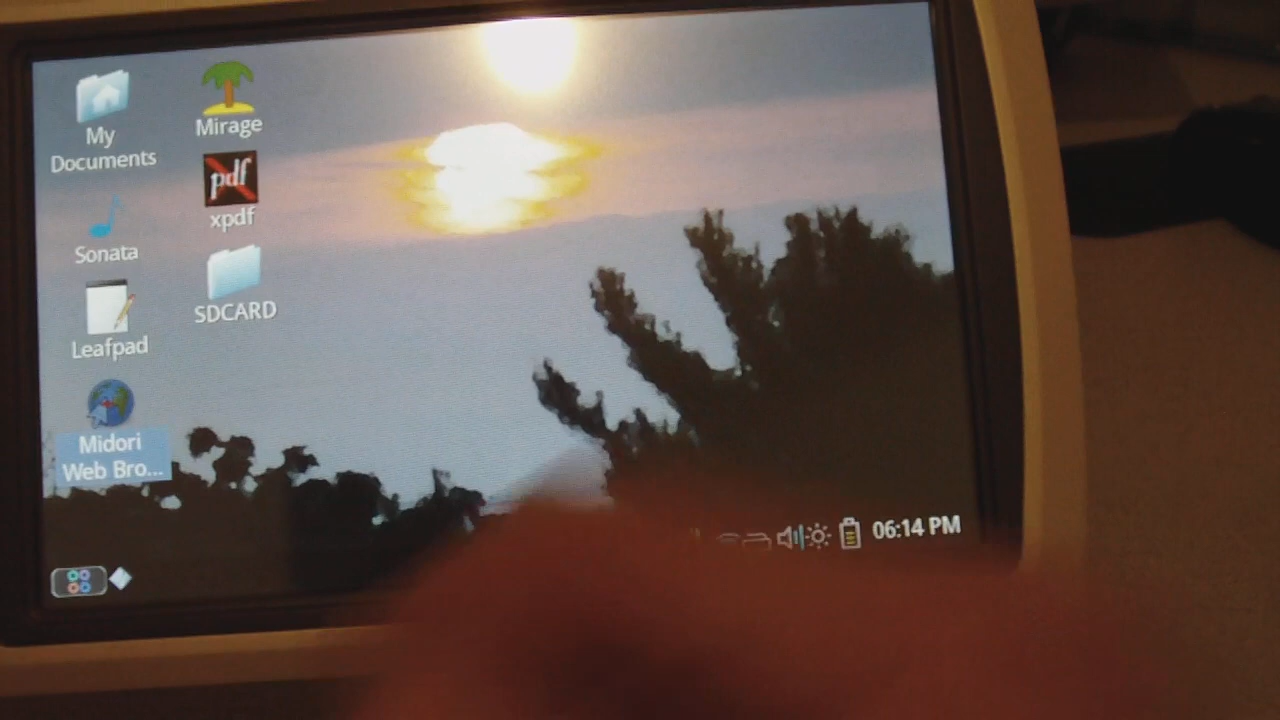 My
Documents
Sonata
Leafpad
Midori
Web Bro...
Mirage
pdf
xpdf
SDCARD
06:14 PM